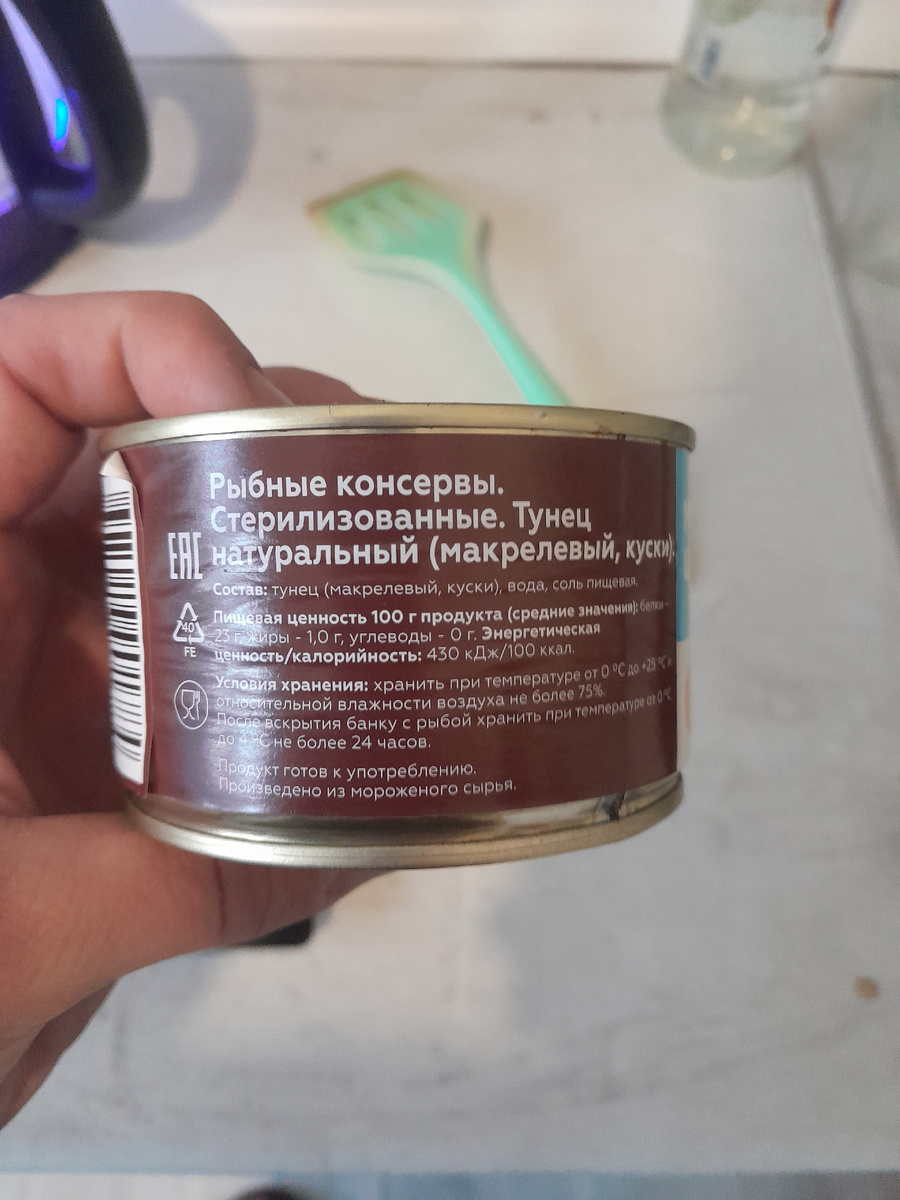 Рыбные консервы.
Стерилизованные. Тунец
натуральный (макрелевый, куски).
EAC
Состав: тунец (макрелевый, куски), вода, соль пищевая.
40
FE
Пищевая ценность 100 г продукта (средние значения): белки -
23 г, жиры - 1,0 г, углеводы - 0 г. Энергетическая
ценность/калорийность: 430 кДж/100 ккал.
Условия хранения: хранить при температуре от 0 °C до +25 °C и
относительной влажности воздуха не более 75%.
После вскрытия банку с рыбой хранить при температуре от 0 °C
до 4 °C не более 24 часов.
Продукт готов к употреблению.
Произведено из мороженого сырья.